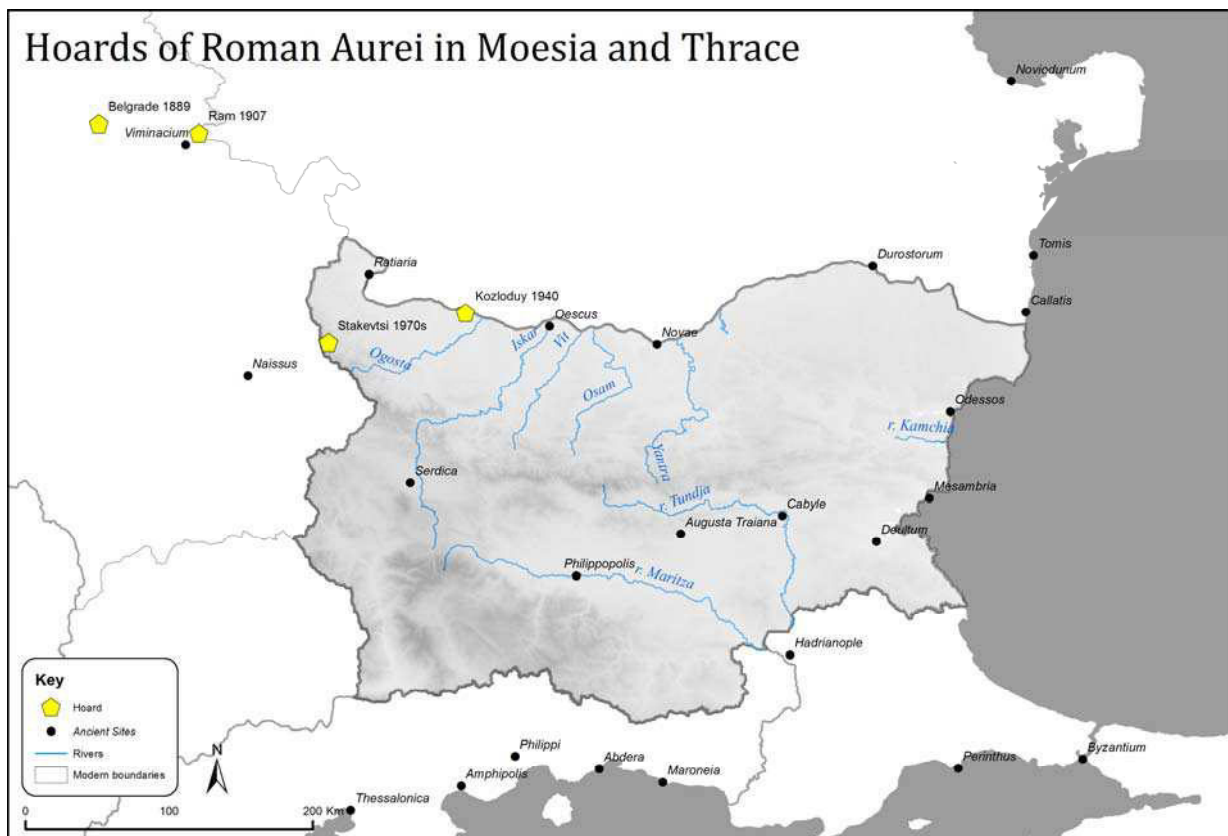 Hoards of Roman Aurei in Moesia and Thrace
Noviodunum
Belgrade 1889
Ram 1907
Viminacium
Tomis
Durostorum
Ratiaria
Kozloduy 1940
Callatis
Oescus
Stakevtsi 1970s
Iskar
Vit
Novae
Ogosta
Naissus
Osam
Odessos
r. Kamchia
Yantra
Serdica
Mesambria
r. Tundja
Cabyle
Augusta Traiana
Deultum
Philippopolis
r. Maritza
Hadrianople
Key
Hoard
Ancient Sites
Rivers
Modern boundaries
N
Philippi
Byzantium
Abdera
Perinthus
Amphipolis
Maroneia
Thessalonica
0 100 200 Km